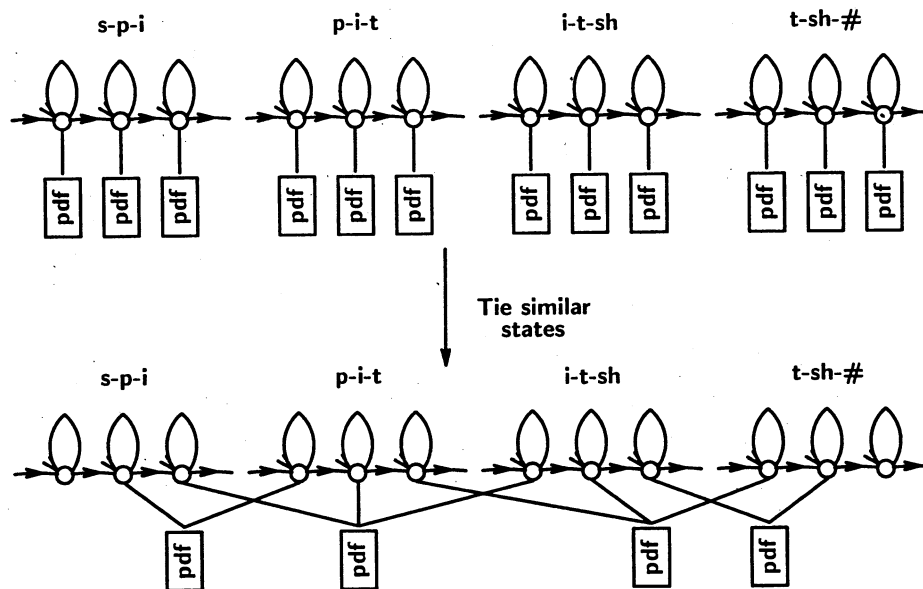 s-p-i p-i-t i-t-sh t-sh-#
pdf pdf pdf pdf pdf pdf pdf pdf pdf pdf pdf pdf
Tie similar
states
s-p-i p-i-t i-t-sh t-sh-#
pdf pdf pdf pdf